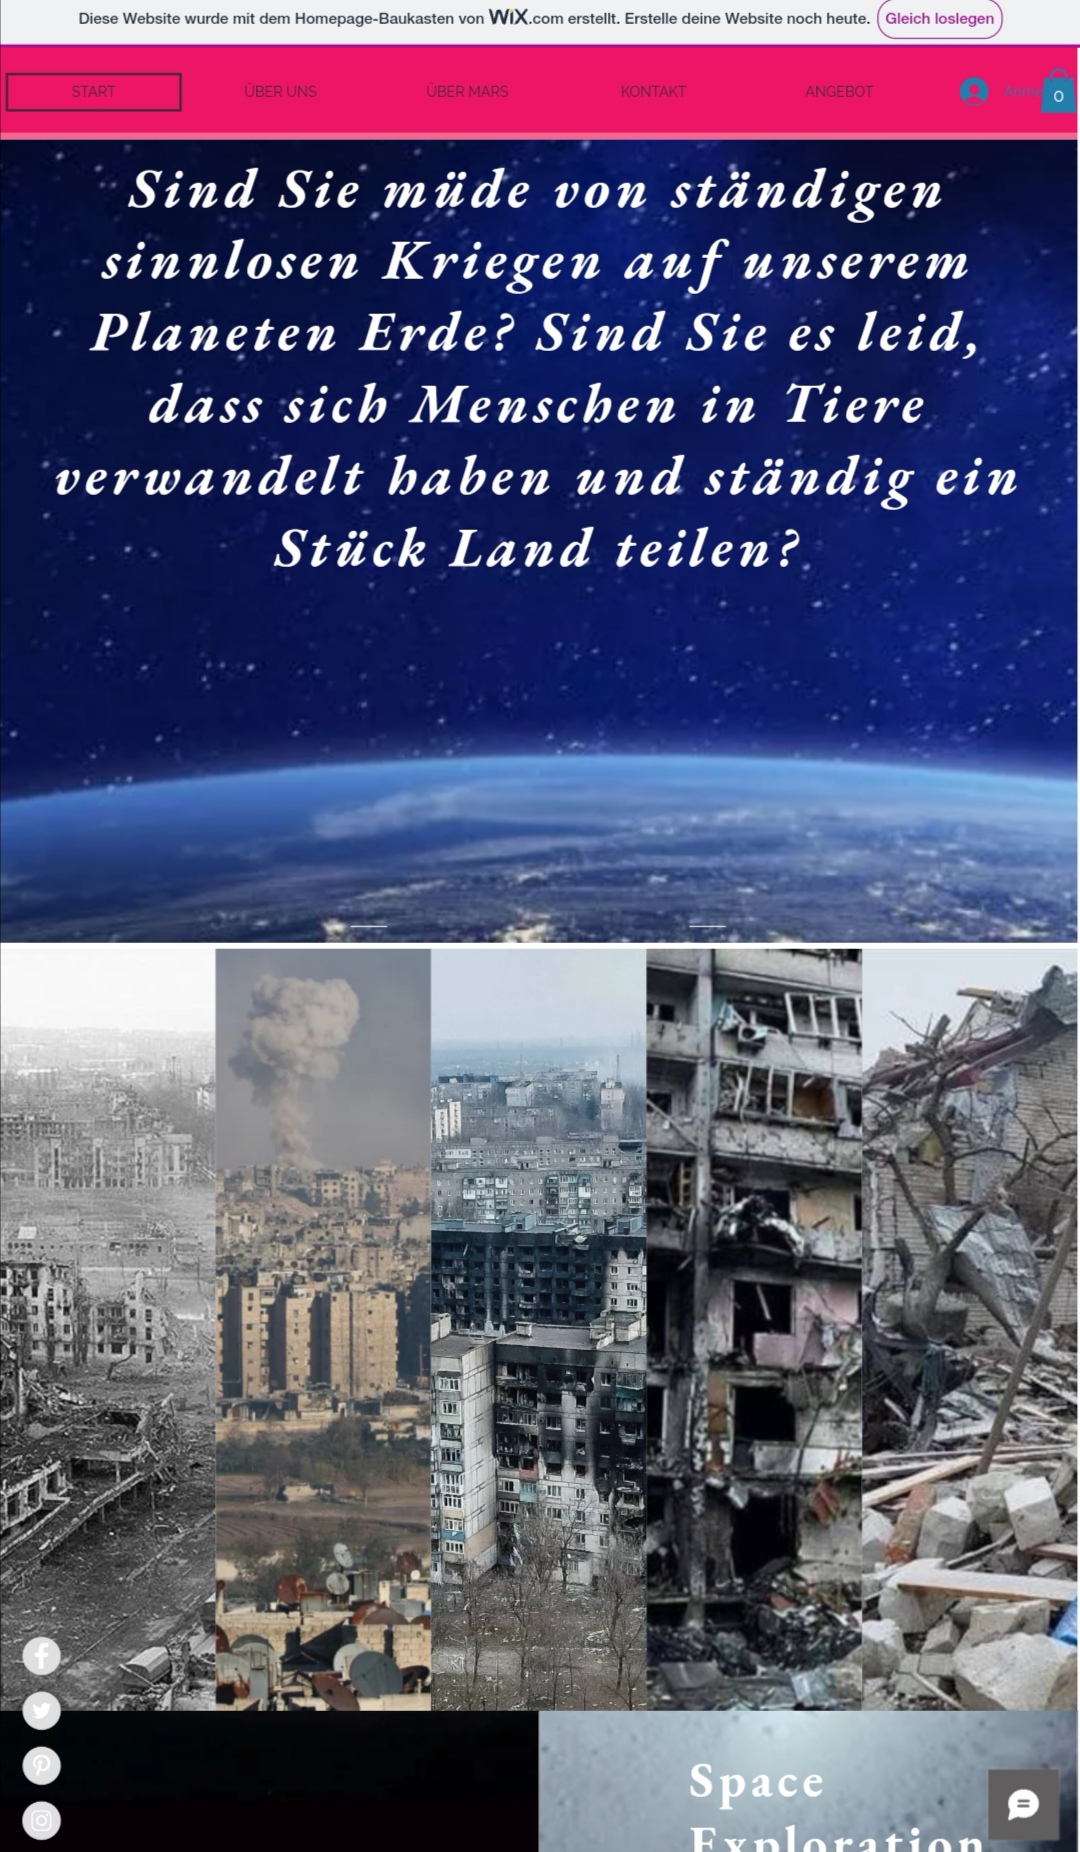 Diese Website wurde mit dem Homepage-Baukasten von WiX.com erstellt. Erstelle deine Website noch heute. Gleich loslegen
START ÜBER UNS ÜBER MARS KONTAKT ANGEBOT 0
Sind Sie müde von ständigen
sinnlosen Kriegen auf unserem
Planeten Erde? Sind Sie es leid,
dass sich Menschen in Tiere
verwandelt haben und ständig ein
Stück Land teilen?
Space
Exploration